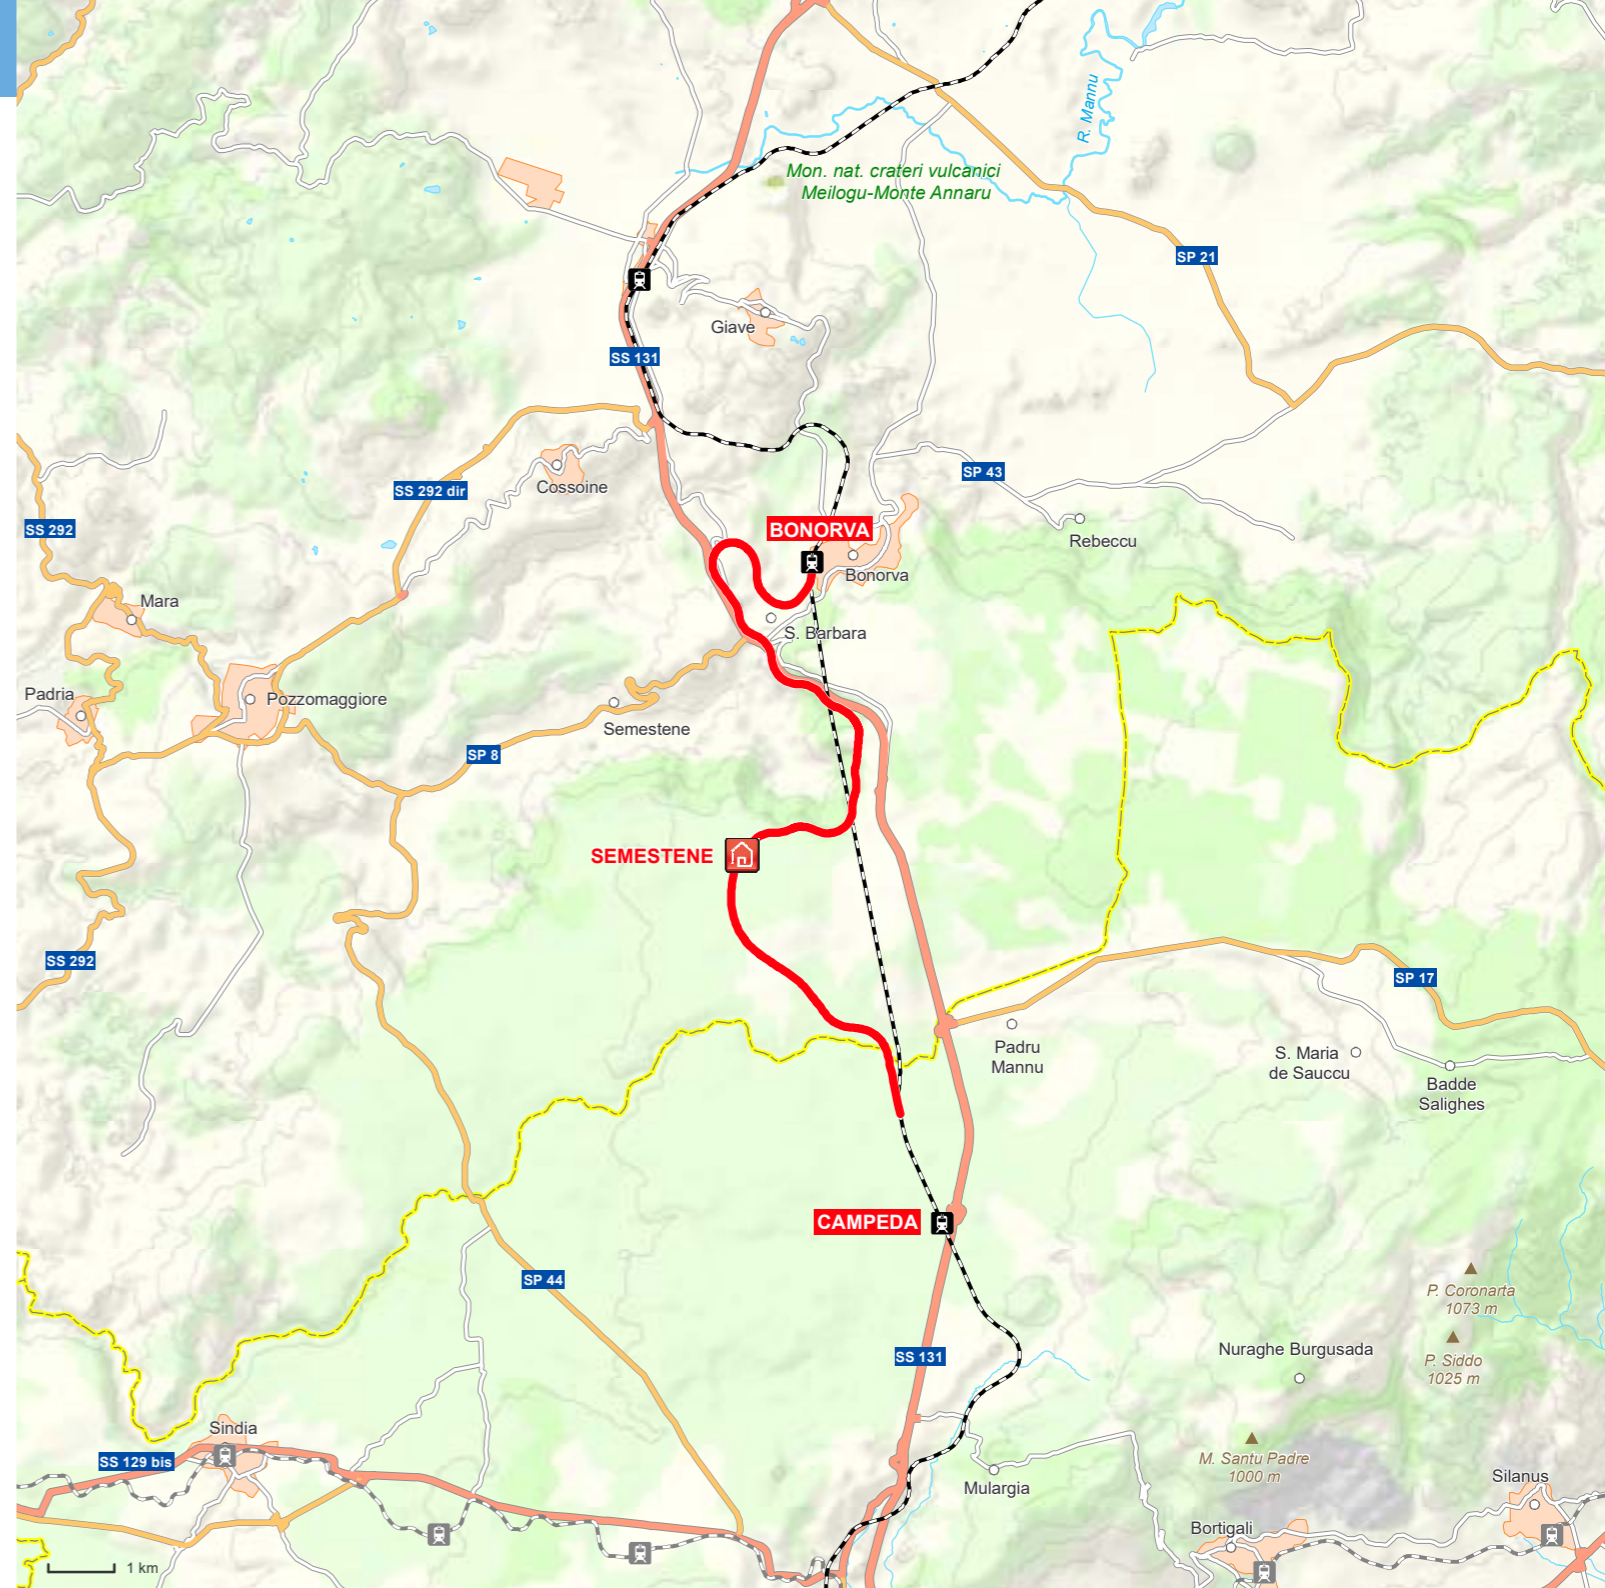 R. Mannu
Mon. nat. crateri vulcanici
Meilogu-Monte Annaru
SP 21
Giave
SS 131
SP 43
Cossoine
SS 292 dir
SS 292
BONORVA
Rebeccu
Bonorva
Mara
S. Barbara
Padria
Pozzomaggiore
Semestene
SP 8
SEMESTENE
SS 292
SP 17
Padru
Mannu
S. Maria
de Sauccu
Badde
Salighes
CAMPEDA
SP 44
P. Coronarta
1073 m
SS 131
Nuraghe Burgusada
P. Siddo
1025 m
Sindia
SS 129 bis
M. Santu Padre
1000 m
Mulargia
Silanus
Bortigali
1 km